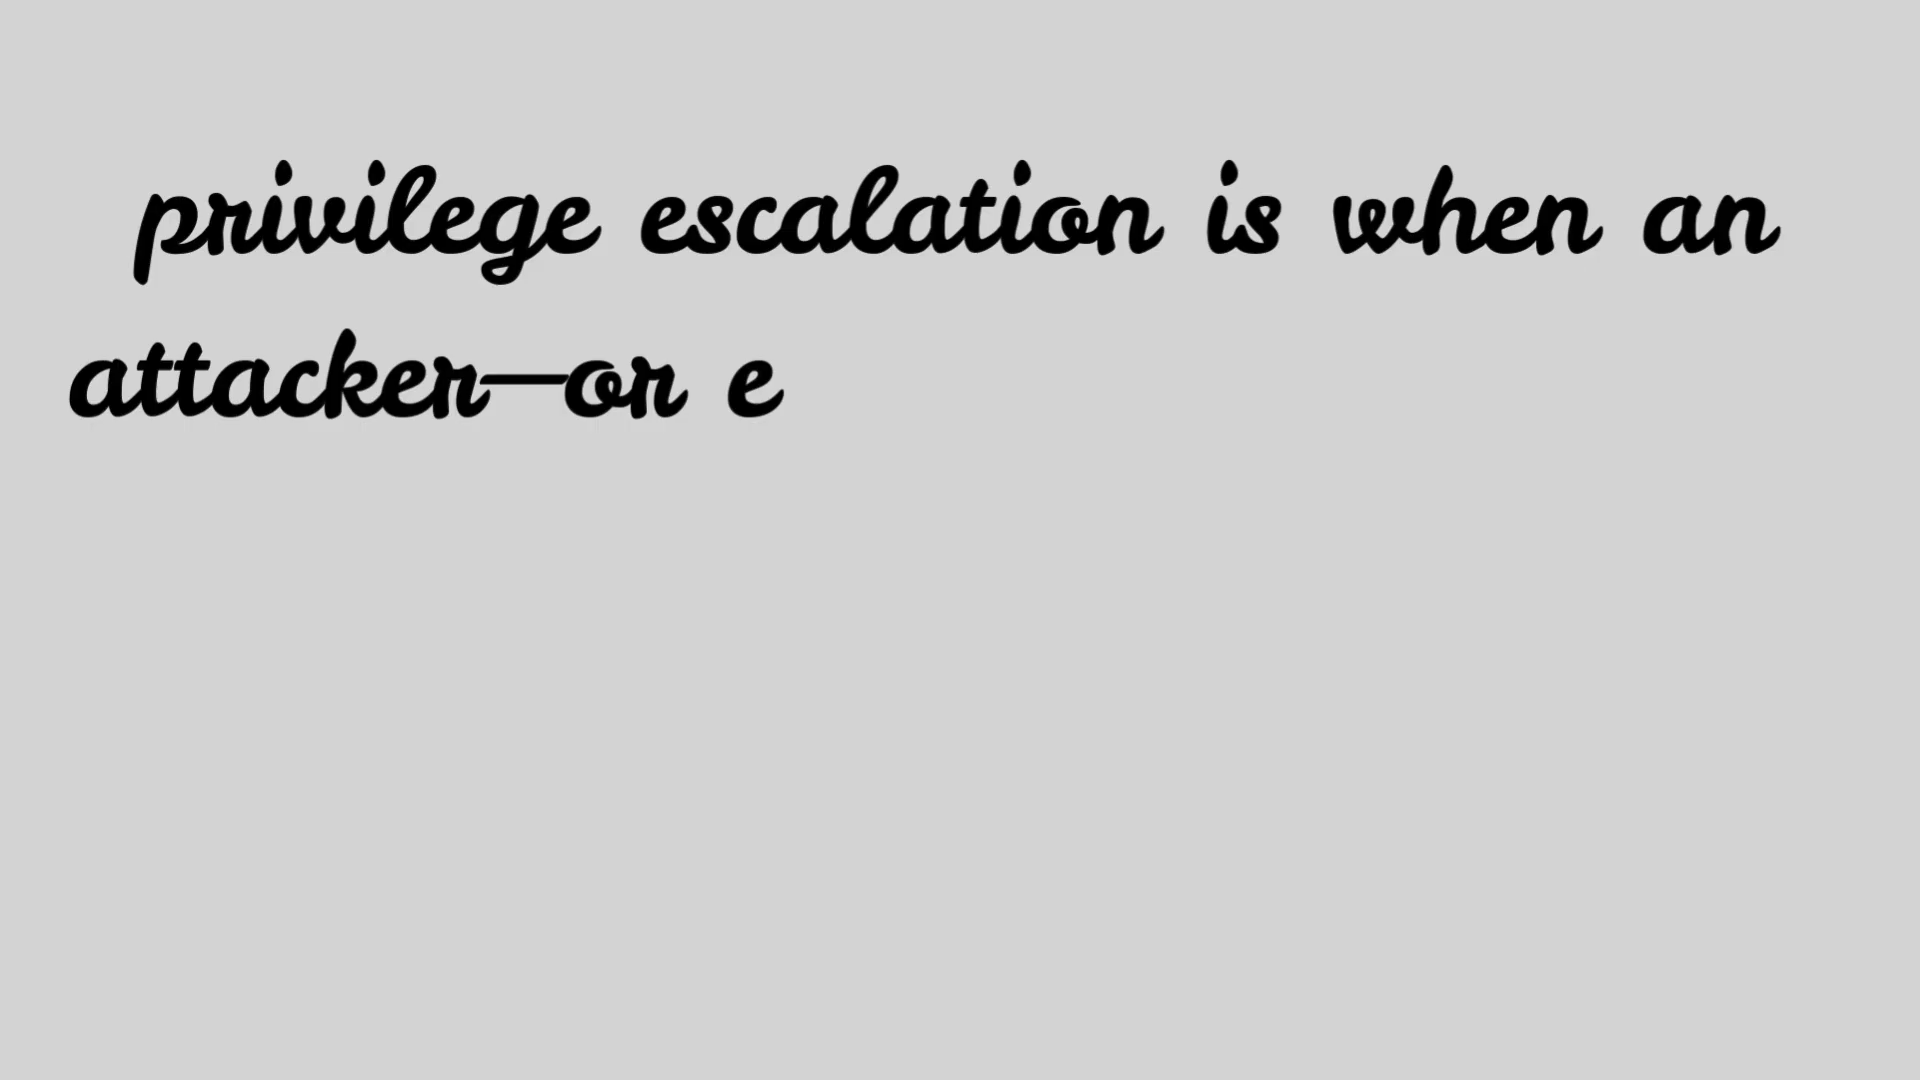 privilege escalation is when an
attacker—or e